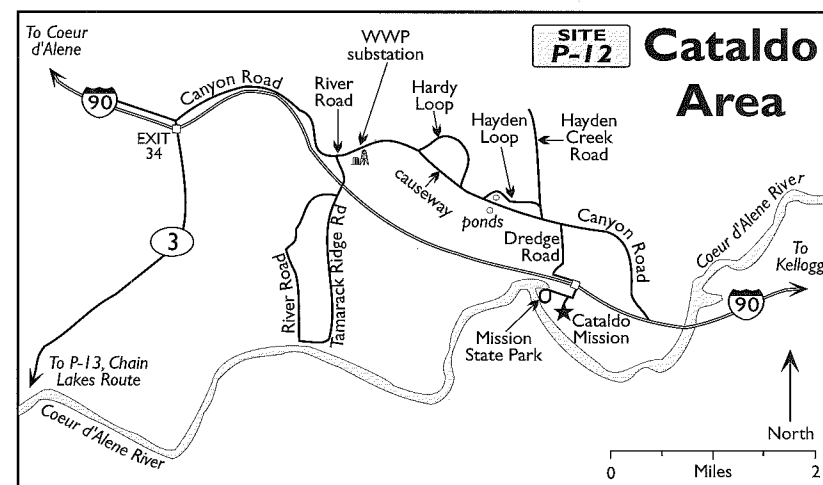 To Coeur
d'Alene
WWP
substation
SITE
P-12
Cataldo
Area
90
Canyon Road
River
Road
Hardy
Loop
Hayden
Loop
Hayden
Creek
Road
EXIT
34
causeway
ponds
Canyon Road
Coeur d'Alene River
3
River Road
Tamarack Ridge Rd
Dredge
Road
To
Kellogg
90
Mission
State Park
Cataldo
Mission
To P-13, Chain
Lakes Route
Coeur d'Alene River
North
0
Miles
2